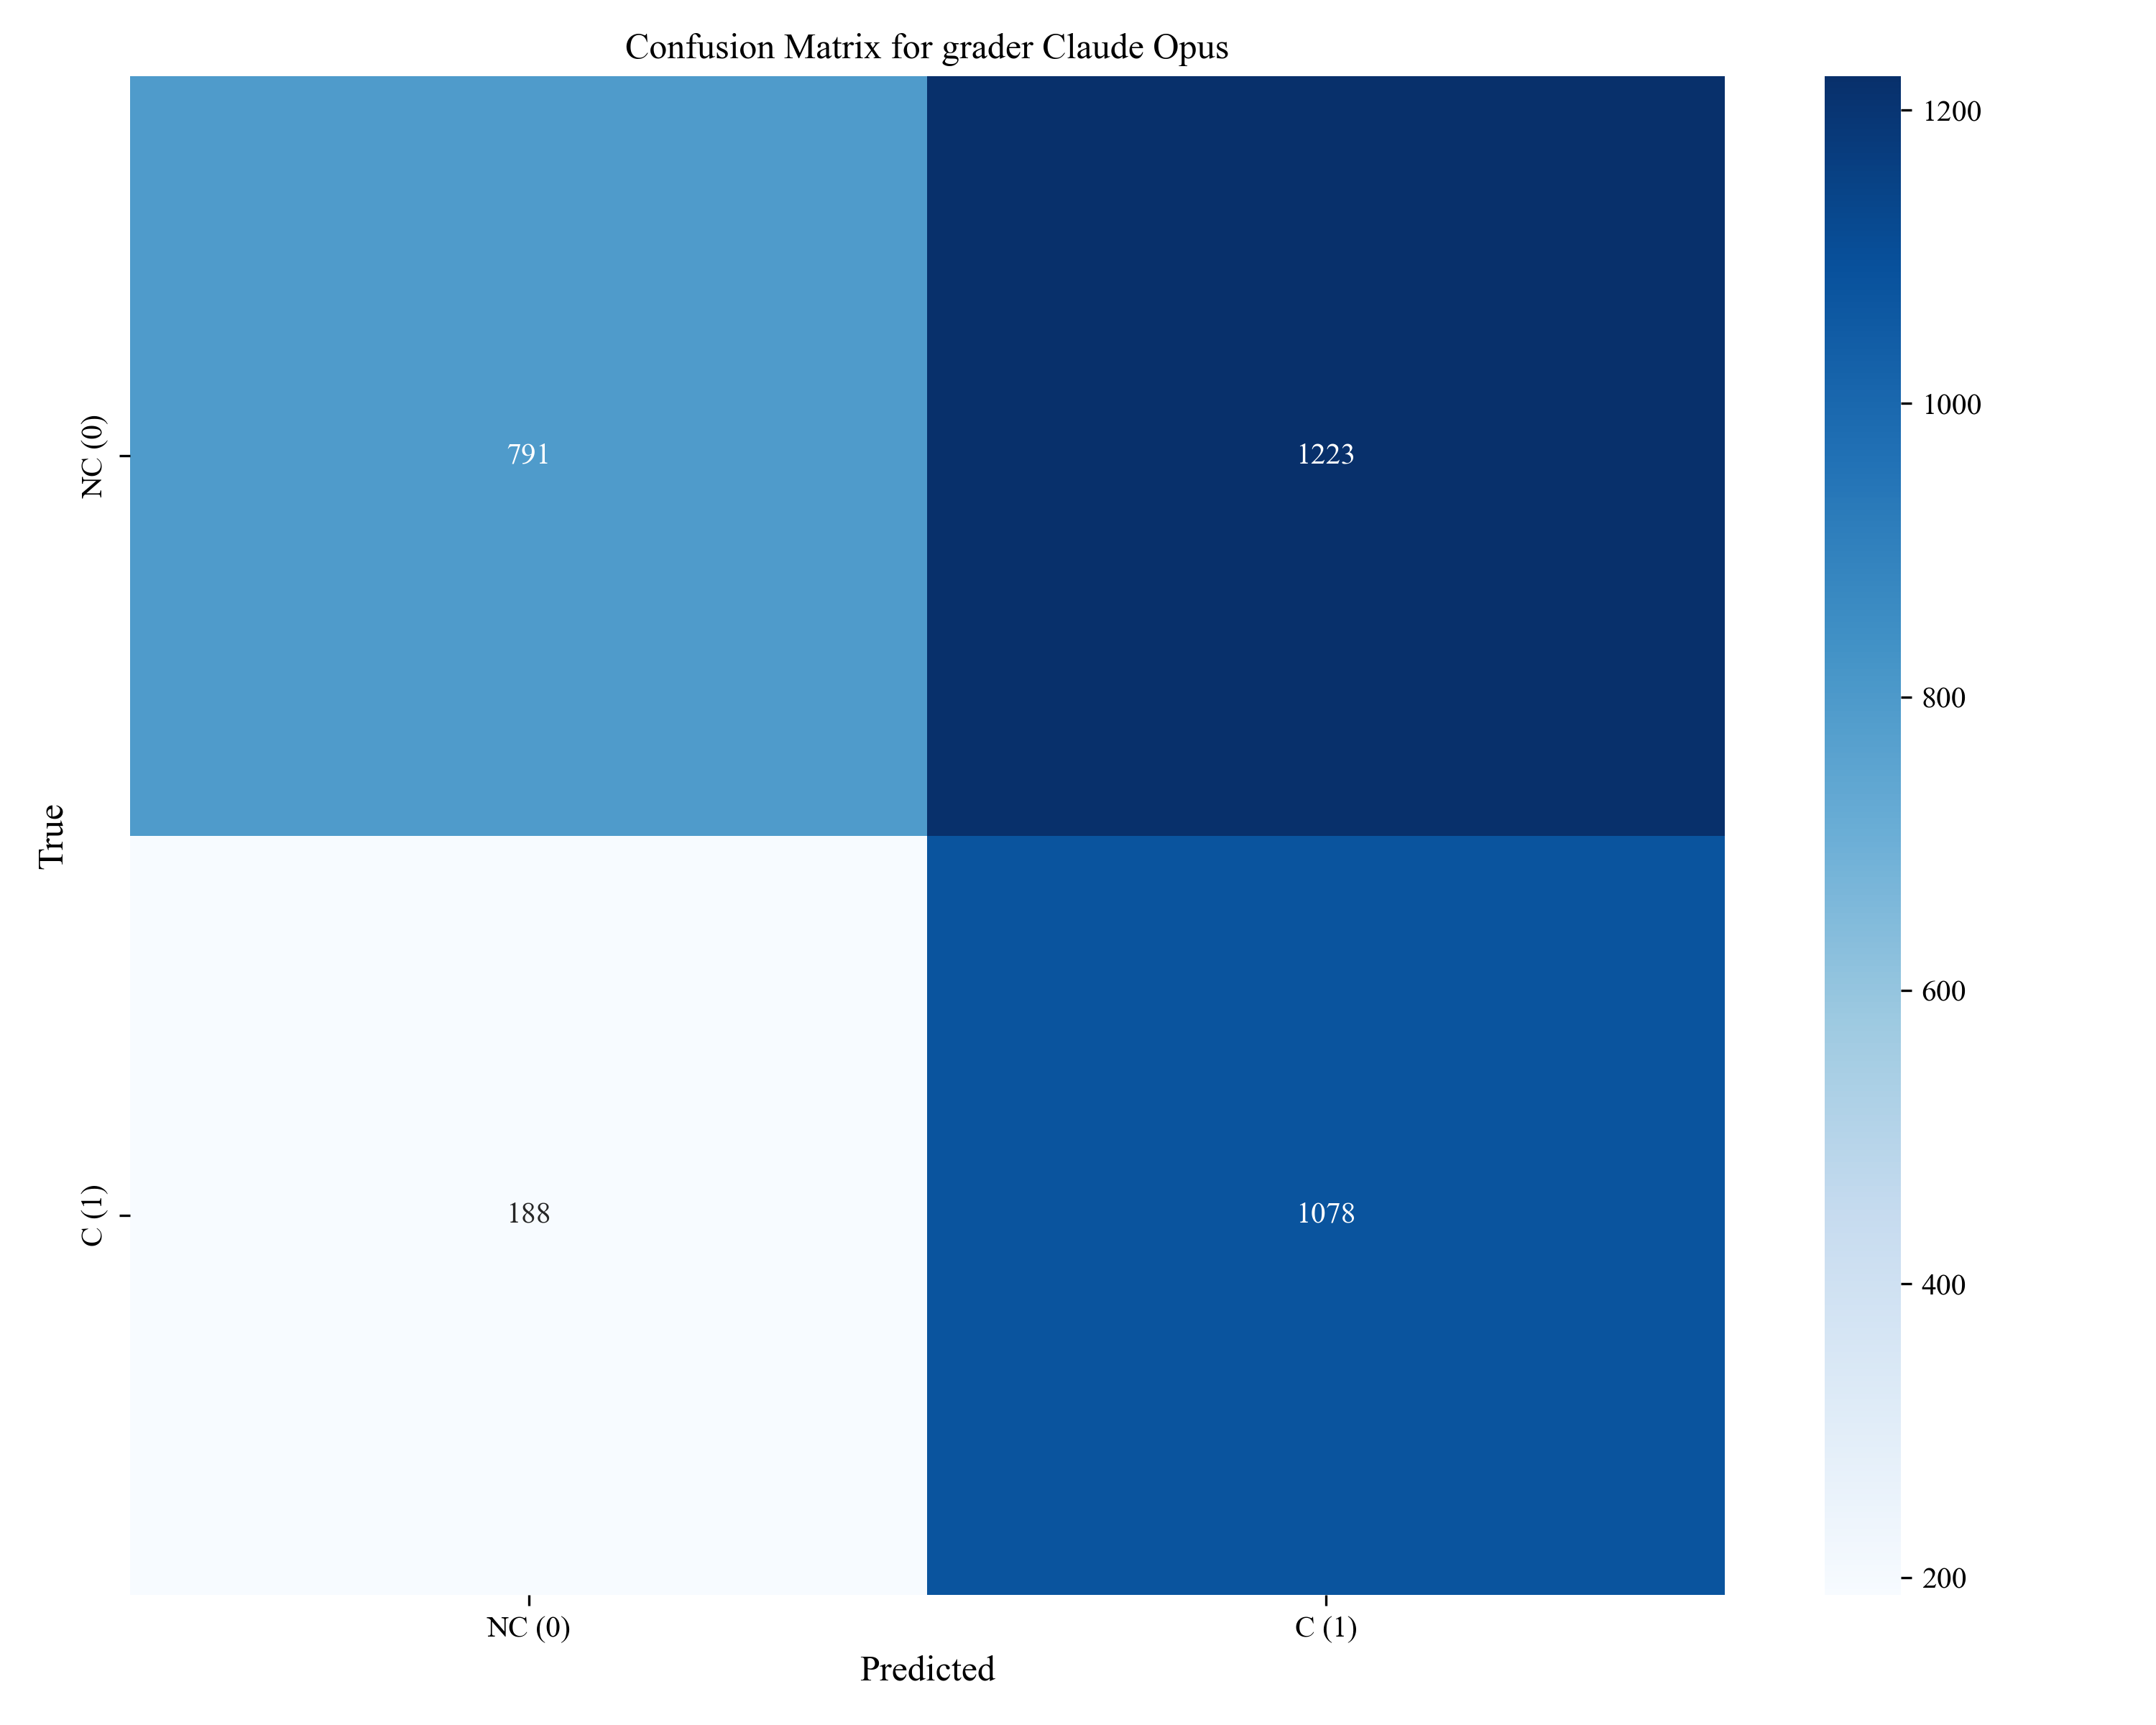 Confusion Matrix for grader Claude Opus
True
NC (0)
C (1)
791
1223
188
1078
NC (0)
C (1)
Predicted
1200
1000
800
600
400
200